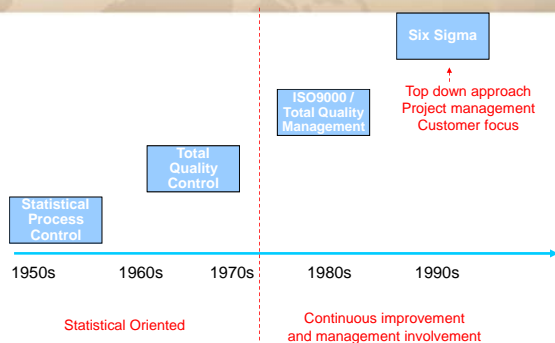 Six Sigma
Top down approach
Project management
Customer focus
ISO9000 /
Total Quality
Management
Total
Quality
Control
Statistical
Process
Control
1950s 1960s 1970s 1980s 1990s
Statistical Oriented
Continuous improvement
and management involvement